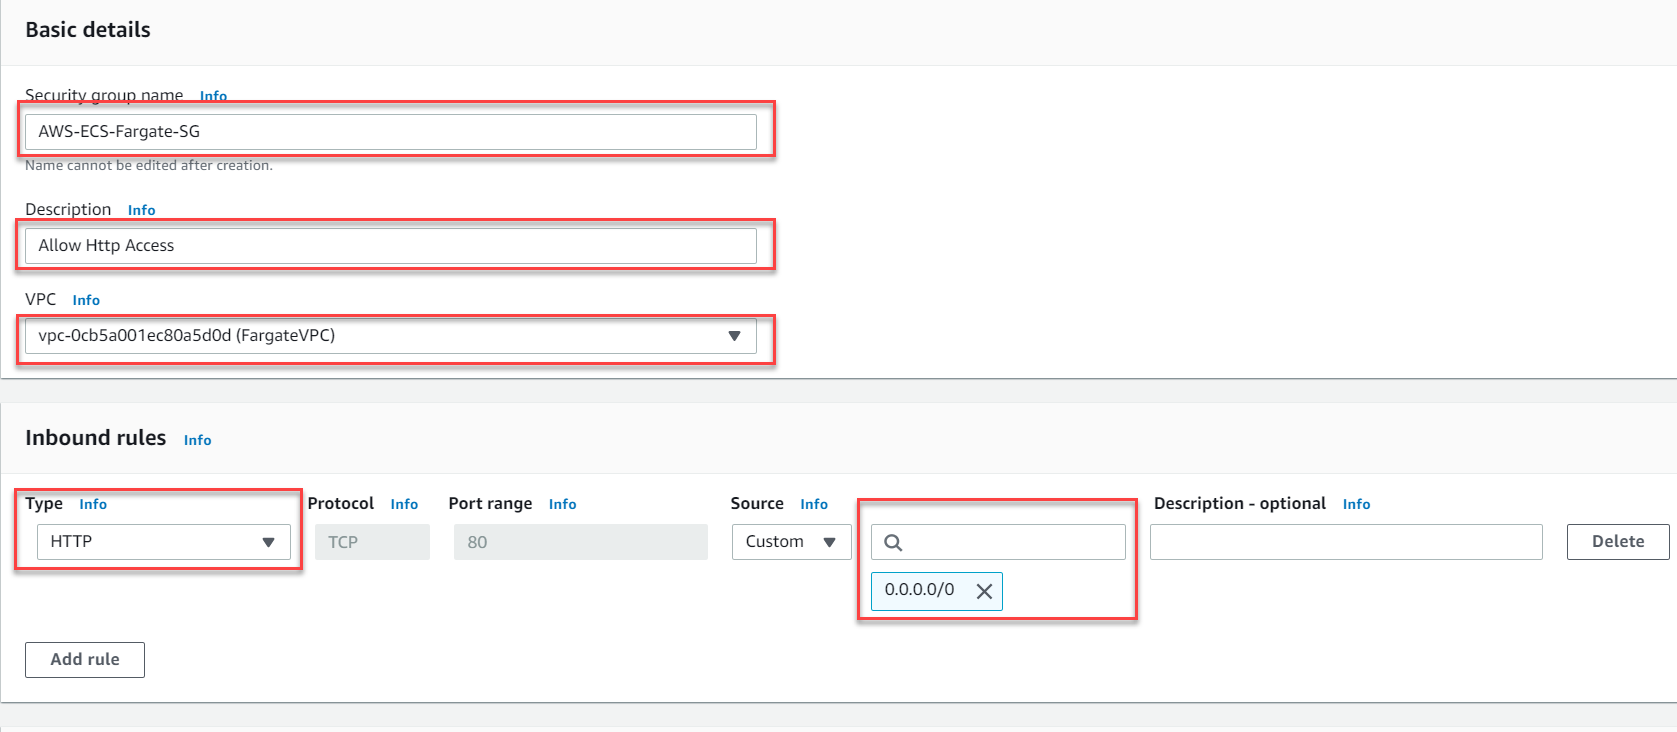 Basic details
Security group name Info
AWS-ECS-Fargate-SG
Name cannot be edited after creation.
Description Info
Allow Http Access
VPC Info
vpc-0cb5a001ec80a5d0d (FargateVPC)
Inbound rules Info
Type Info Protocol Info Port range Info Source Info Description - optional Info
HTTP TCP 80 Custom Delete
0.0.0.0/0
Add rule